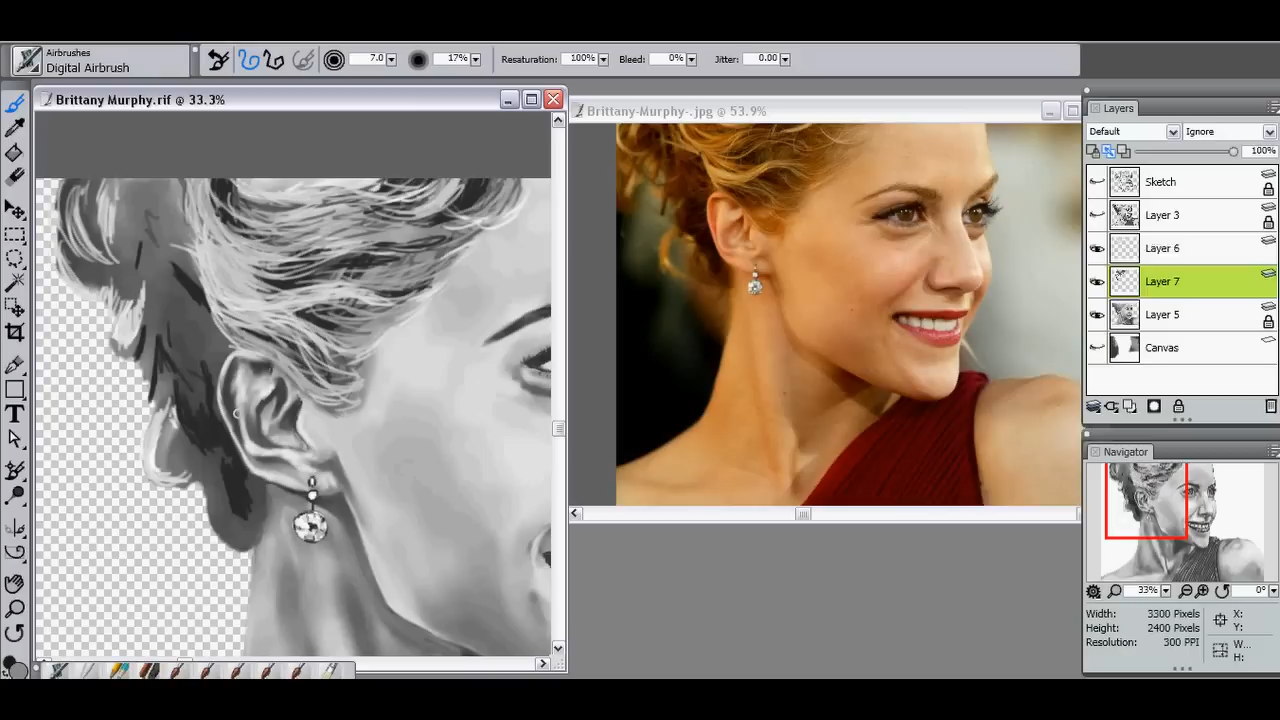 Airbrushes
Digital Airbrush
7.0
17%
Resaturation: 100%
Bleed: 0%
Jitter: 0.00
Brittany Murphy.rif @ 33.3%
Brittany-Murphy-.jpg @ 53.9%
Layers
Default
Ignore
100%
Sketch
Layer 3
Layer 6
Layer 7
Layer 5
Canvas
Navigator
33%
0°
Width: 3300 Pixels
Height: 2400 Pixels
Resolution: 300 PPI
X:
Y:
W...
H: